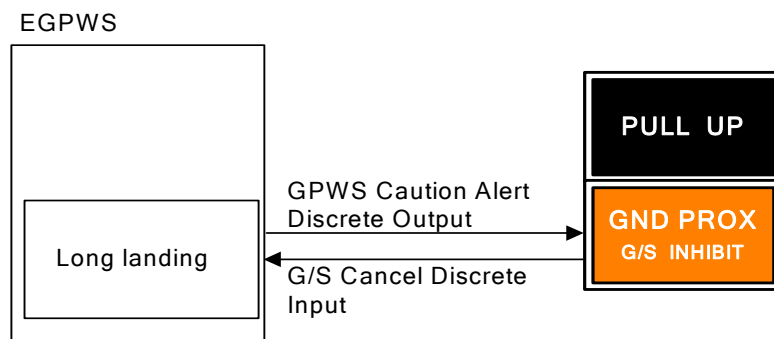 EGPWS
PULL UP
GPWS Caution Alert
Discrete Output
GND PROX
G/S INHIBIT
Long landing
G/S Cancel Discrete
Input